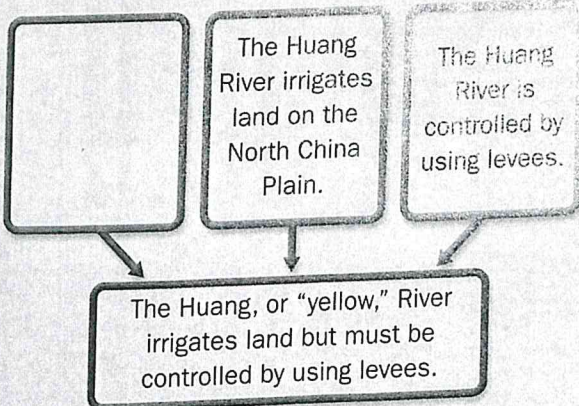 The Huang
River irrigates
land on the
North China
Plain.
The Huang
River is
controlled by
using levees.
The Huang, or “yellow,” River
irrigates land but must be
controlled by using levees.